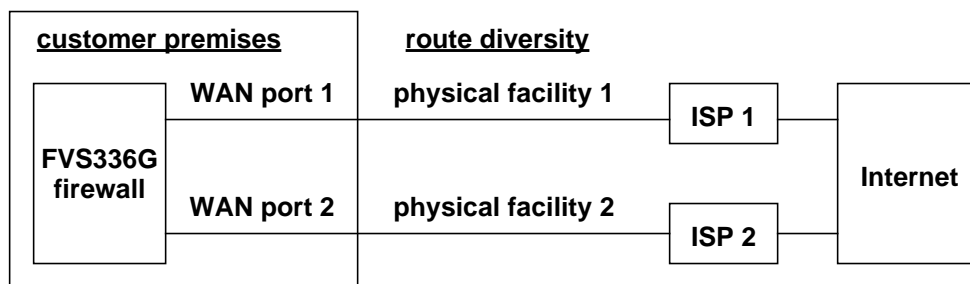 customer premises
route diversity
WAN port 1
physical facility 1
ISP 1
FVS336G
firewall
Internet
WAN port 2
physical facility 2
ISP 2